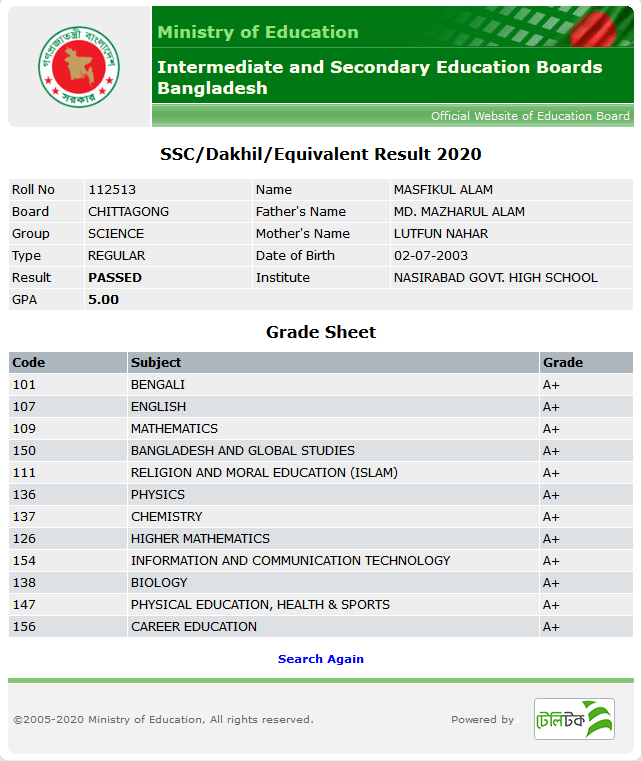 গণপ্রজাতন্ত্রী বাংলাদেশ
সরকার
Ministry of Education
Intermediate and Secondary Education Boards
Bangladesh
Official Website of Education Board
SSC/Dakhil/Equivalent Result 2020
Roll No 112513 Name MASFIKUL ALAM
Board CHITTAGONG Father's Name MD. MAZHARUL ALAM
Group SCIENCE Mother's Name LUTFUN NAHAR
Type REGULAR Date of Birth 02-07-2003
Result PASSED Institute NASIRABAD GOVT. HIGH SCHOOL
GPA 5.00
Grade Sheet
Code Subject Grade
101 BENGALI A+
107 ENGLISH A+
109 MATHEMATICS A+
150 BANGLADESH AND GLOBAL STUDIES A+
111 RELIGION AND MORAL EDUCATION (ISLAM) A+
136 PHYSICS A+
137 CHEMISTRY A+
126 HIGHER MATHEMATICS A+
154 INFORMATION AND COMMUNICATION TECHNOLOGY A+
138 BIOLOGY A+
147 PHYSICAL EDUCATION, HEALTH & SPORTS A+
156 CAREER EDUCATION A+
Search Again
©2005-2020 Ministry of Education, All rights reserved. Powered by টেলিটক